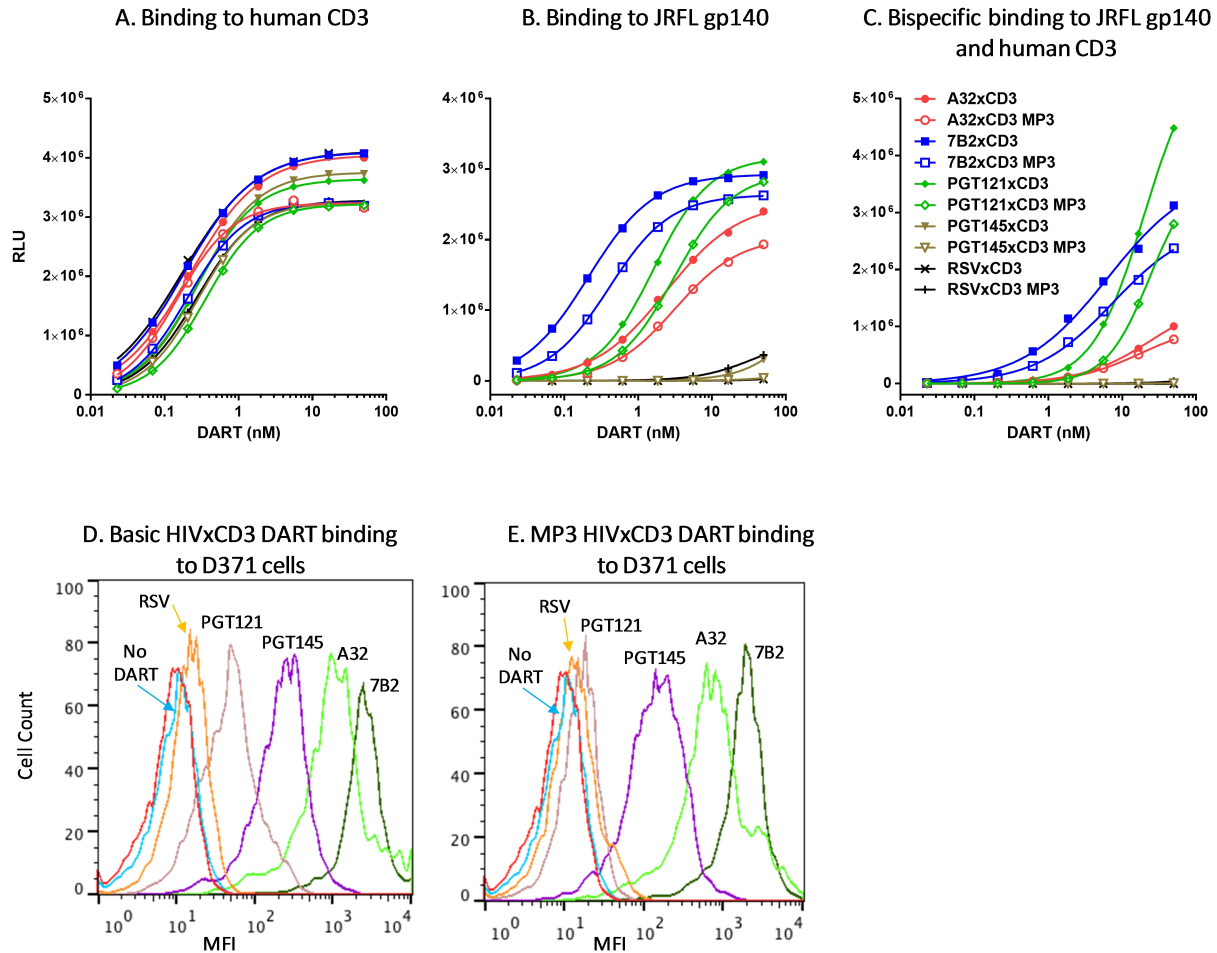 A. Binding to human CD3
B. Binding to JRFL gp140
C. Bispecific binding to JRFL gp140
and human CD3
RLU
5×10⁶
4×10⁶
3×10⁶
2×10⁶
1×10⁶
0
0.01
0.1
1
10
100
DART (nM)
4×10⁶
3×10⁶
2×10⁶
1×10⁶
0
0.01
0.1
1
10
100
DART (nM)
5×10⁶
4×10⁶
3×10⁶
2×10⁶
1×10⁶
0
0.01
0.1
1
10
100
DART (nM)
A32xCD3
A32xCD3 MP3
7B2xCD3
7B2xCD3 MP3
PGT121xCD3
PGT121xCD3 MP3
PGT145xCD3
PGT145xCD3 MP3
RSVxCD3
RSVxCD3 MP3
D. Basic HIVxCD3 DART binding
to D371 cells
Cell Count
100
80
60
40
20
0
RSV
PGT121
PGT145
A32
7B2
No
DART
10⁰
10¹
10²
10³
10⁴
MFI
E. MP3 HIVxCD3 DART binding
to D371 cells
100
80
60
40
20
0
RSV
PGT121
PGT145
A32
7B2
No
DART
10⁰
10¹
10²
10³
10⁴
MFI